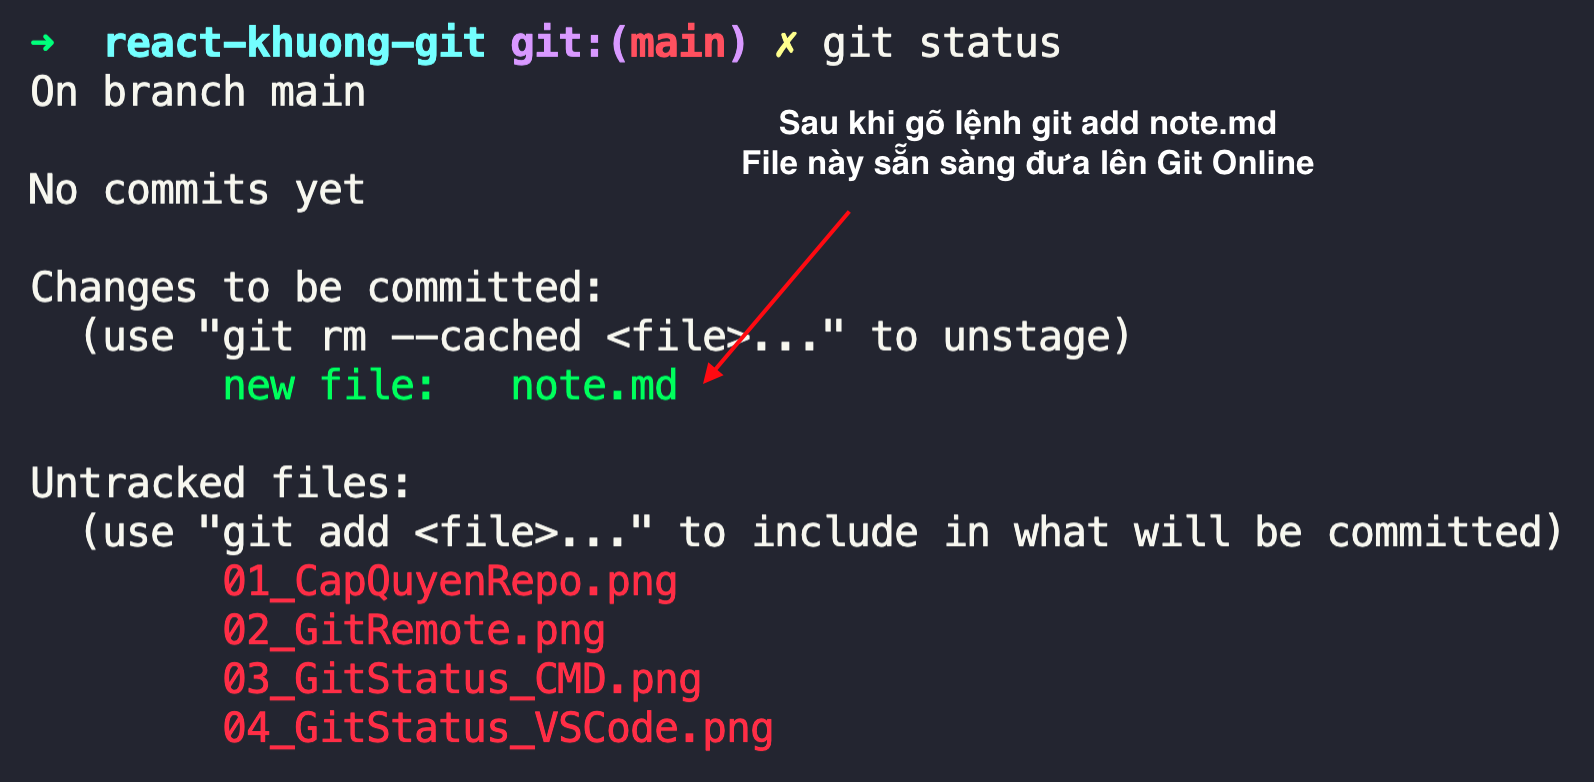 ➜  react-khuong-git git:(main) ✗ git status
On branch main
Sau khi gõ lệnh git add note.md
File này sẵn sàng đưa lên Git Online
No commits yet
Changes to be committed:
  (use "git rm --cached <file>..." to unstage)
        new file:   note.md
Untracked files:
  (use "git add <file>..." to include in what will be committed)
        01_CapQuyenRepo.png
        02_GitRemote.png
        03_GitStatus_CMD.png
        04_GitStatus_VSCode.png